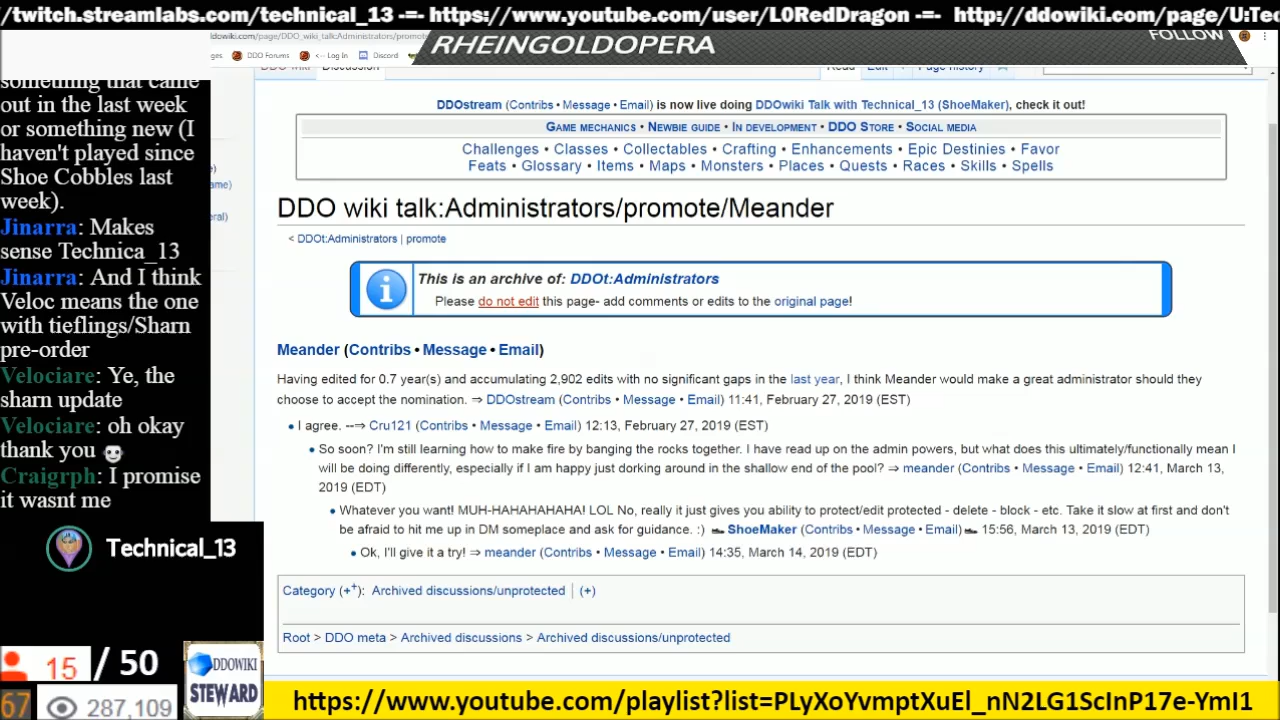 /twitch.streamlabs.com/technical_13 -=- https://www.youtube.com/user/L0RedDragon -=- http://ddowiki.com/page/U:Tec
wiki.com/page/DDO_wiki_talk:Administrators/promote
RHEINGOLDOPERA
FOLLOW
ges DDO Forums <-- Log In Discord
Discussion Read Edit Page history
something that came
out in the last week
or something new (I
haven't played since
Shoe Cobbles last
week).
Jinarra: Makes
sense Technica_13
Jinarra: And I think
Veloc means the one
with tieflings/Sharn
pre-order
Velociare: Ye, the
sharn update
Velociare: oh okay
thank you
Craigrph: I promise
it wasnt me
Technical_13
15 / 50
67 287,109
DDOWIKI
STEWARD
DDOstream (Contribs • Message • Email) is now live doing DDOwiki Talk with Technical_13 (ShoeMaker), check it out!
Game mechanics • Newbie guide • In development • DDO Store • Social media
Challenges • Classes • Collectables • Crafting • Enhancements • Epic Destinies • Favor
Feats • Glossary • Items • Maps • Monsters • Places • Quests • Races • Skills • Spells
DDO wiki talk:Administrators/promote/Meander
< DDOt:Administrators | promote
This is an archive of: DDOt:Administrators
Please do not edit this page- add comments or edits to the original page!
Meander (Contribs • Message • Email)
Having edited for 0.7 year(s) and accumulating 2,902 edits with no significant gaps in the last year, I think Meander would make a great administrator should they
choose to accept the nomination. ⇒ DDOstream (Contribs • Message • Email) 11:41, February 27, 2019 (EST)
• I agree. --⇒ Cru121 (Contribs • Message • Email) 12:13, February 27, 2019 (EST)
• So soon? I'm still learning how to make fire by banging the rocks together. I have read up on the admin powers, but what does this ultimately/functionally mean I
will be doing differently, especially if I am happy just dorking around in the shallow end of the pool? ⇒ meander (Contribs • Message • Email) 12:41, March 13,
2019 (EDT)
• Whatever you want! MUH-HAHAHAHAHA! LOL No, really it just gives you ability to protect/edit protected - delete - block - etc. Take it slow at first and don't
be afraid to hit me up in DM someplace and ask for guidance. :) ShoeMaker (Contribs • Message • Email) 15:56, March 13, 2019 (EDT)
• Ok, I'll give it a try! ⇒ meander (Contribs • Message • Email) 14:35, March 14, 2019 (EDT)
Category (+⁺): Archived discussions/unprotected | (+)
Root > DDO meta > Archived discussions > Archived discussions/unprotected
https://www.youtube.com/playlist?list=PLyXoYvmptXuEl_nN2LG1ScInP17e-YmI1